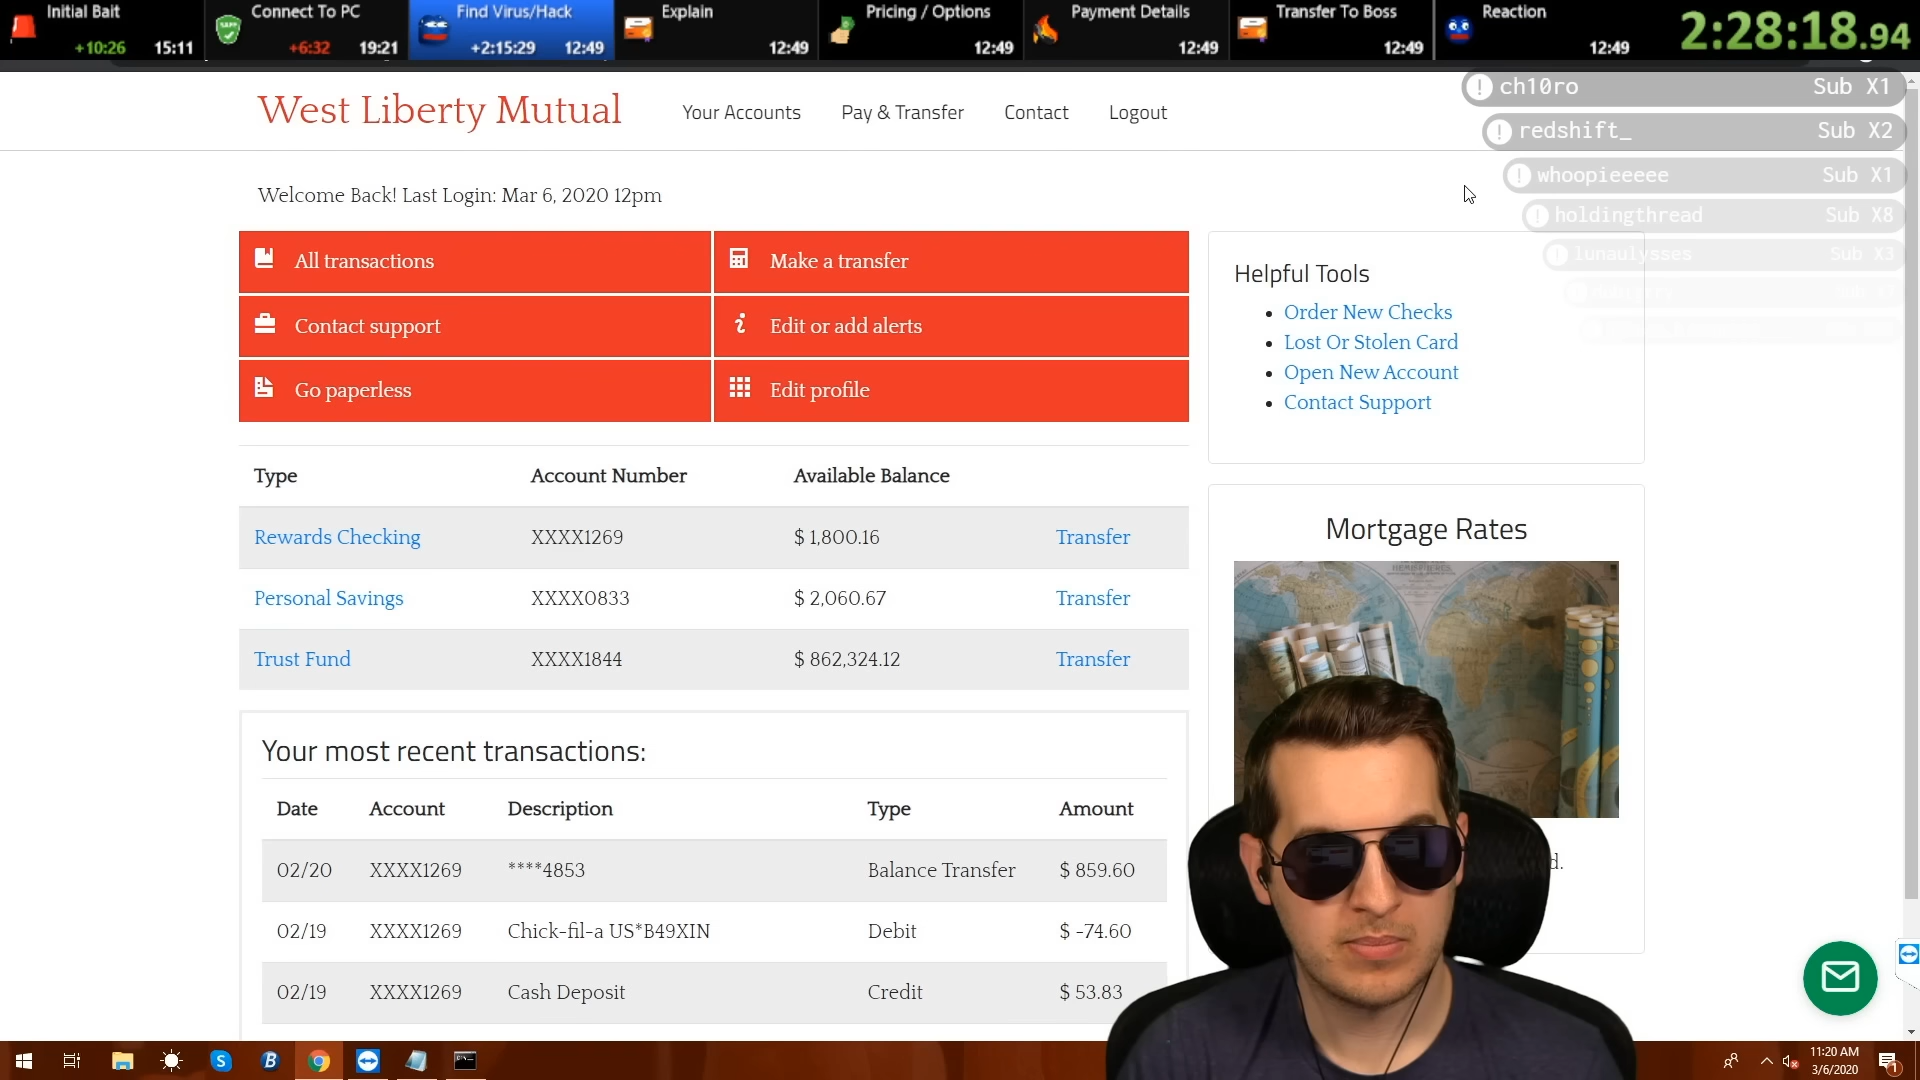 Initial Bait
+10:26 15:11
Connect To PC
+6:32 19:21
Find Virus/Hack
+2:15:29 12:49
Explain
12:49
Pricing / Options
12:49
Payment Details
12:49
Transfer To Boss
12:49
Reaction
12:49
2:28:18.94
West Liberty Mutual
Your Accounts
Pay & Transfer
Contact
Logout
ch10ro Sub X1
redshift_ Sub X2
whoopieeeee Sub X1
holdingthread Sub X8
lunaulysses Sub X3
Welcome Back! Last Login: Mar 6, 2020 12pm
All transactions
Make a transfer
Contact support
Edit or add alerts
Go paperless
Edit profile
Helpful Tools
Order New Checks
Lost Or Stolen Card
Open New Account
Contact Support
Type Account Number Available Balance
Rewards Checking XXXX1269 $ 1,800.16 Transfer
Personal Savings XXXX0833 $ 2,060.67 Transfer
Trust Fund XXXX1844 $ 862,324.12 Transfer
Mortgage Rates
d.
Your most recent transactions:
Date Account Description Type Amount
02/20 XXXX1269 ****4853 Balance Transfer $ 859.60
02/19 XXXX1269 Chick-fil-a US*B49XIN Debit $ -74.60
02/19 XXXX1269 Cash Deposit Credit $ 53.83
11:20 AM
3/6/2020
1